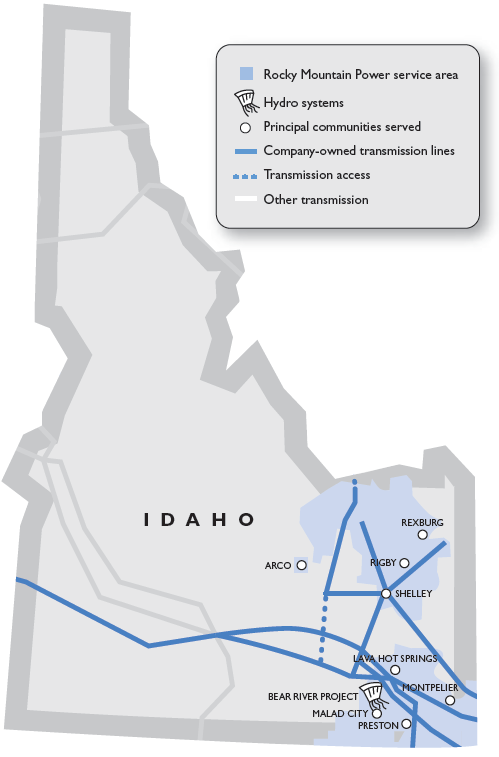 Rocky Mountain Power service area
Hydro systems
Principal communities served
Company-owned transmission lines
Transmission access
Other transmission
IDAHO
REXBURG
ARCO
RIGBY
SHELLEY
LAVA HOT SPRINGS
MONTPELIER
BEAR RIVER PROJECT
MALAD CITY
PRESTON